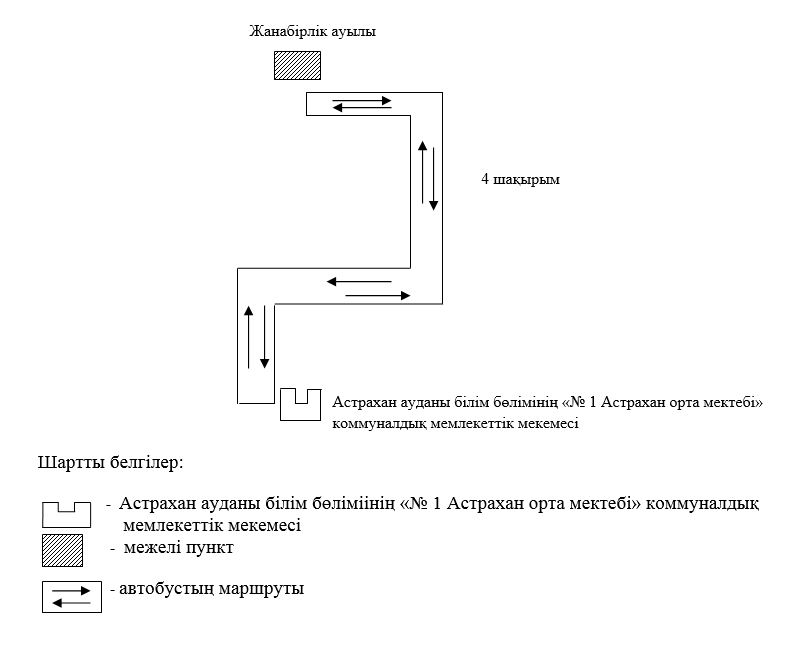 Жанабірлік ауылы
4 шақырым
Астрахан ауданы білім бөлімінің «№ 1 Астрахан орта мектебі»
коммуналдық мемлекеттік мекемесі
Шартты белгілер:
- Астрахан ауданы білім бөліміінің «№ 1 Астрахан орта мектебі» коммуналдық
мемлекеттік мекемесі
- межелі пункт
- автобустың маршруты